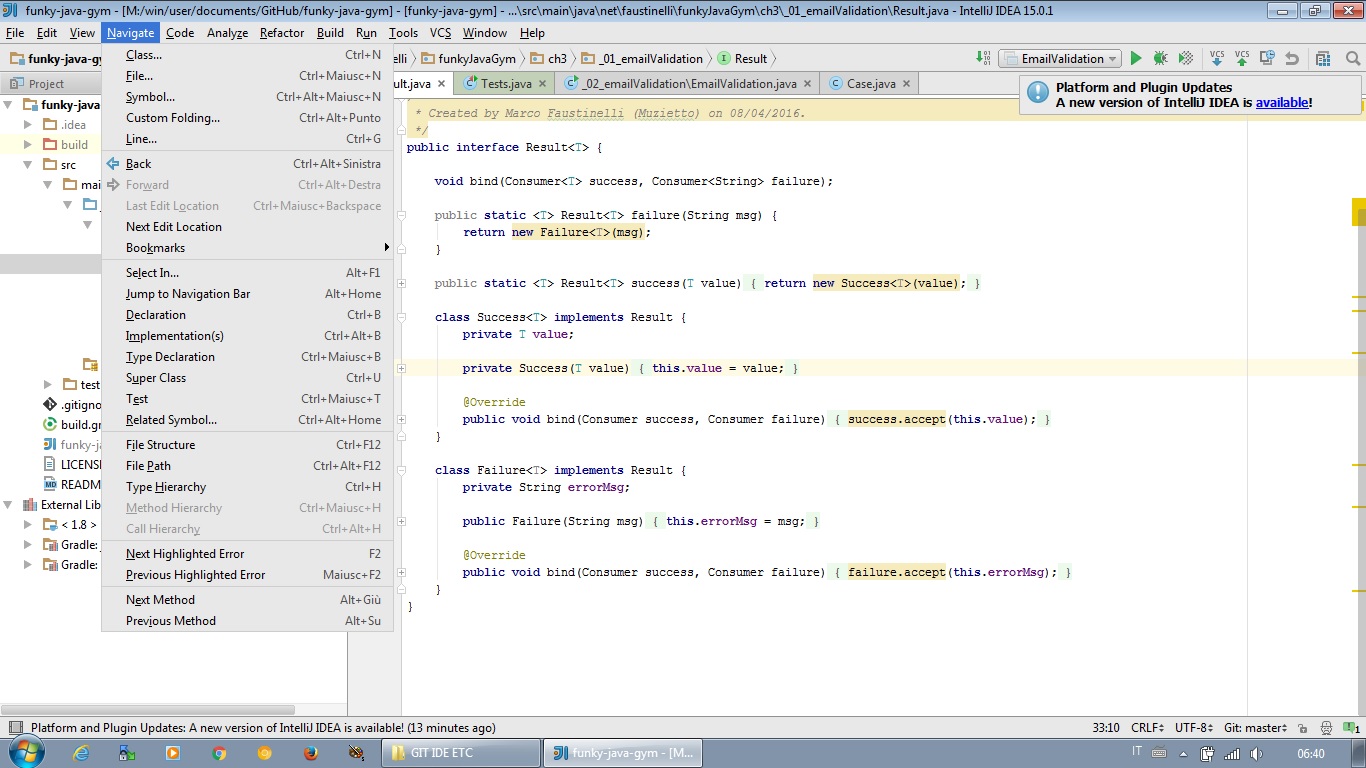 funky-java-gym - [M:/win/user/documents/GitHub/funky-java-gym] - [funky-java-gym] - ...\src\main\java\net\faustinelli\funkyJavaGym\ch3\_01_emailValidation\Result.java - IntelliJ IDEA 15.0.1
File Edit View Navigate Code Analyze Refactor Build Run Tools VCS Window Help
funky-java-gy
elli funkyJavaGym ch3 _01_emailValidation Result
EmailValidation
VCS VCS
Project
ult.java Tests.java _02_emailValidation\EmailValidation.java Case.java
Platform and Plugin Updates
A new version of IntelliJ IDEA is available!
funky-java
.idea
build
src
mai
test
.gitigno
build.gr
funky-ja
LICENS
READM
External Lib
< 1.8 >
Gradle:
Gradle:
Class... Ctrl+N
File... Ctrl+Maiusc+N
Symbol... Ctrl+Alt+Maiusc+N
Custom Folding... Ctrl+Alt+Punto
Line... Ctrl+G
Back Ctrl+Alt+Sinistra
Forward Ctrl+Alt+Destra
Last Edit Location Ctrl+Maiusc+Backspace
Next Edit Location
Bookmarks
Select In... Alt+F1
Jump to Navigation Bar Alt+Home
Declaration Ctrl+B
Implementation(s) Ctrl+Alt+B
Type Declaration Ctrl+Maiusc+B
Super Class Ctrl+U
Test Ctrl+Maiusc+T
Related Symbol... Ctrl+Alt+Home
File Structure Ctrl+F12
File Path Ctrl+Alt+F12
Type Hierarchy Ctrl+H
Method Hierarchy Ctrl+Maiusc+H
Call Hierarchy Ctrl+Alt+H
Next Highlighted Error F2
Previous Highlighted Error Maiusc+F2
Next Method Alt+Giù
Previous Method Alt+Su
* Created by Marco Faustinelli (Muzietto) on 08/04/2016.
*/
public interface Result<T> {
void bind(Consumer<T> success, Consumer<String> failure);
public static <T> Result<T> failure(String msg) {
return new Failure<T>(msg);
}
public static <T> Result<T> success(T value) { return new Success<T>(value); }
class Success<T> implements Result {
private T value;
private Success(T value) { this.value = value; }
@Override
public void bind(Consumer success, Consumer failure) { success.accept(this.value); }
}
class Failure<T> implements Result {
private String errorMsg;
public Failure(String msg) { this.errorMsg = msg; }
@Override
public void bind(Consumer success, Consumer failure) { failure.accept(this.errorMsg); }
}
}
Platform and Plugin Updates: A new version of IntelliJ IDEA is available! (13 minutes ago)
33:10 CRLF UTF-8 Git: master 1
GIT IDE ETC
funky-java-gym - [M...
IT
06:40